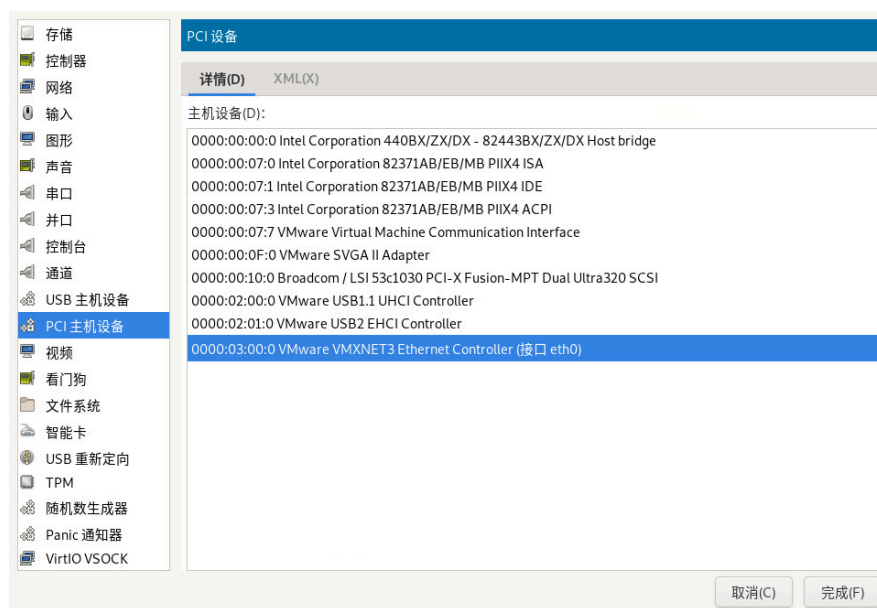 存储
控制器
网络
输入
图形
声音
串口
并口
控制台
通道
USB 主机设备
PCI 主机设备
视频
看门狗
文件系统
智能卡
USB 重新定向
TPM
随机数生成器
Panic 通知器
VirtIO VSOCK
PCI 设备
详情(D) XML(X)
主机设备(D):
0000:00:00:0 Intel Corporation 440BX/ZX/DX - 82443BX/ZX/DX Host bridge
0000:00:07:0 Intel Corporation 82371AB/EB/MB PIIX4 ISA
0000:00:07:1 Intel Corporation 82371AB/EB/MB PIIX4 IDE
0000:00:07:3 Intel Corporation 82371AB/EB/MB PIIX4 ACPI
0000:00:07:7 VMware Virtual Machine Communication Interface
0000:00:0F:0 VMware SVGA II Adapter
0000:00:10:0 Broadcom / LSI 53c1030 PCI-X Fusion-MPT Dual Ultra320 SCSI
0000:02:00:0 VMware USB1.1 UHCI Controller
0000:02:01:0 VMware USB2 EHCI Controller
0000:03:00:0 VMware VMXNET3 Ethernet Controller (接口 eth0)
取消(C) 完成(F)